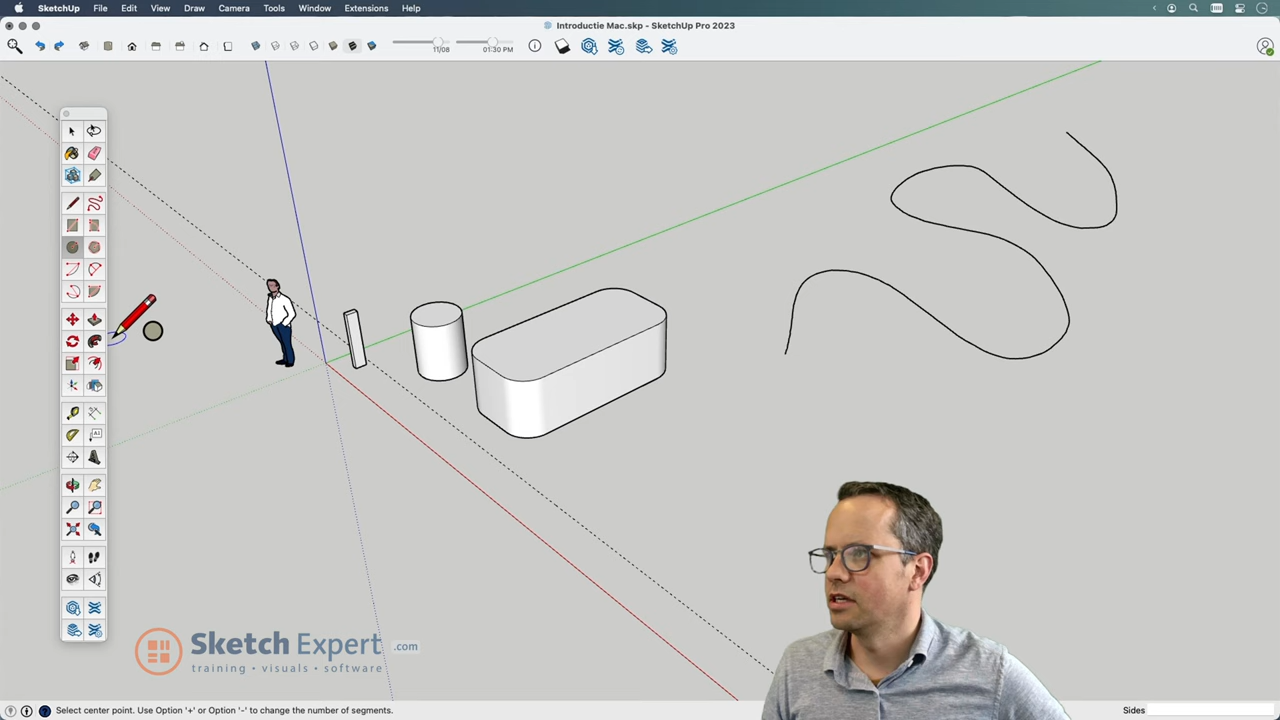 SketchUp File Edit View Draw Camera Tools Window Extensions Help
Introductie Mac.skp - SketchUp Pro 2023
11/08 01:30 PM
AI
Sketch Expert .com
training • visuals • software
Select center point. Use Option '+' or Option '-' to change the number of segments. Sides